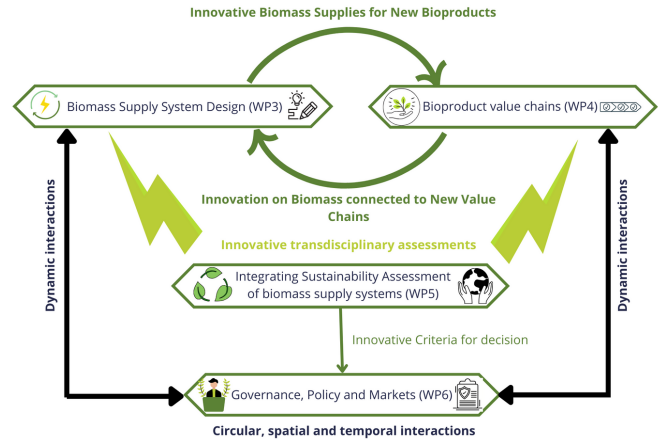 Innovative Biomass Supplies for New Bioproducts
Biomass Supply System Design (WP3)
Bioproduct value chains (WP4)
Dynamic interactions
Dynamic interactions
Innovation on Biomass connected to New Value
Chains
Innovative transdisciplinary assessments
Integrating Sustainability Assessment
of biomass supply systems (WP5)
Innovative Criteria for decision
Governance, Policy and Markets (WP6)
Circular, spatial and temporal interactions